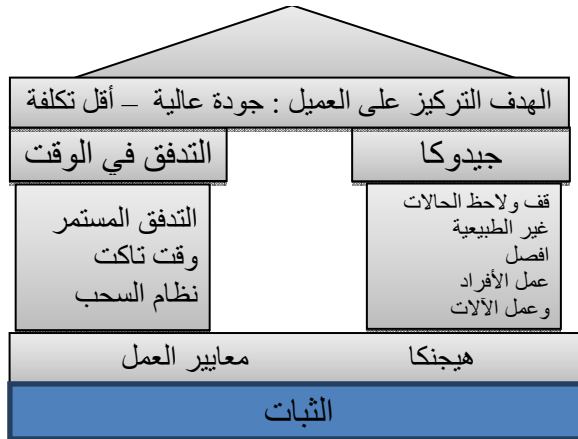 الهدف التركيز على العميل : جودة عالية – أقل تكلفة
جيدوكا
التدفق في الوقت
قف ولاحظ الحالات
غير الطبيعية
افصل
عمل الأفراد
وعمل الآلات
التدفق المستمر
وقت تاكت
نظام السحب
هيجنكا
معايير العمل
الثبات